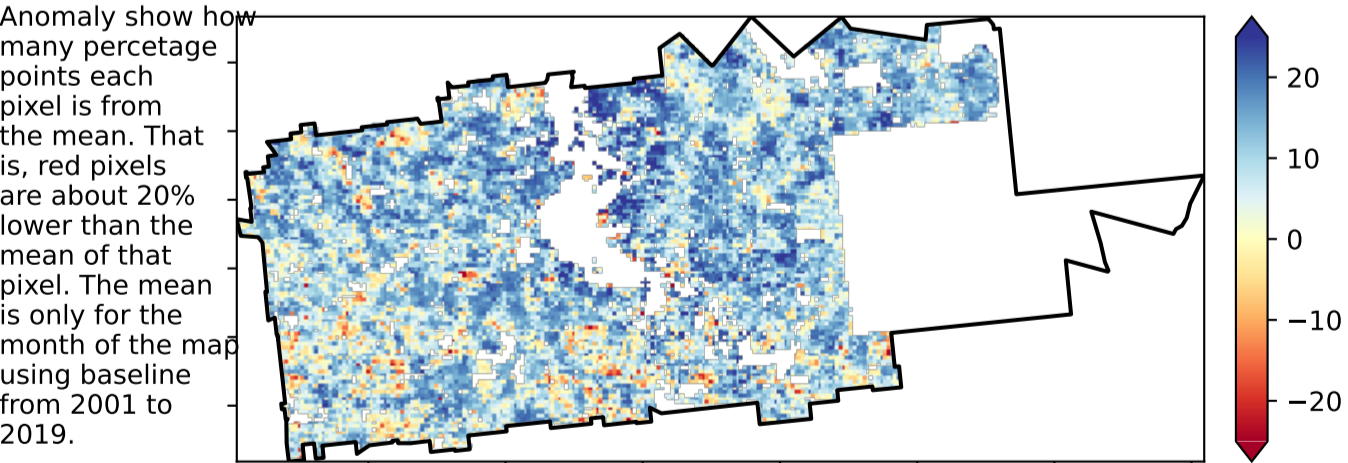 Anomaly show how
many percetage
points each
pixel is from
the mean. That
is, red pixels
are about 20%
lower than the
mean of that
pixel. The mean
is only for the
month of the map
using baseline
from 2001 to
2019.
20
10
0
−10
−20